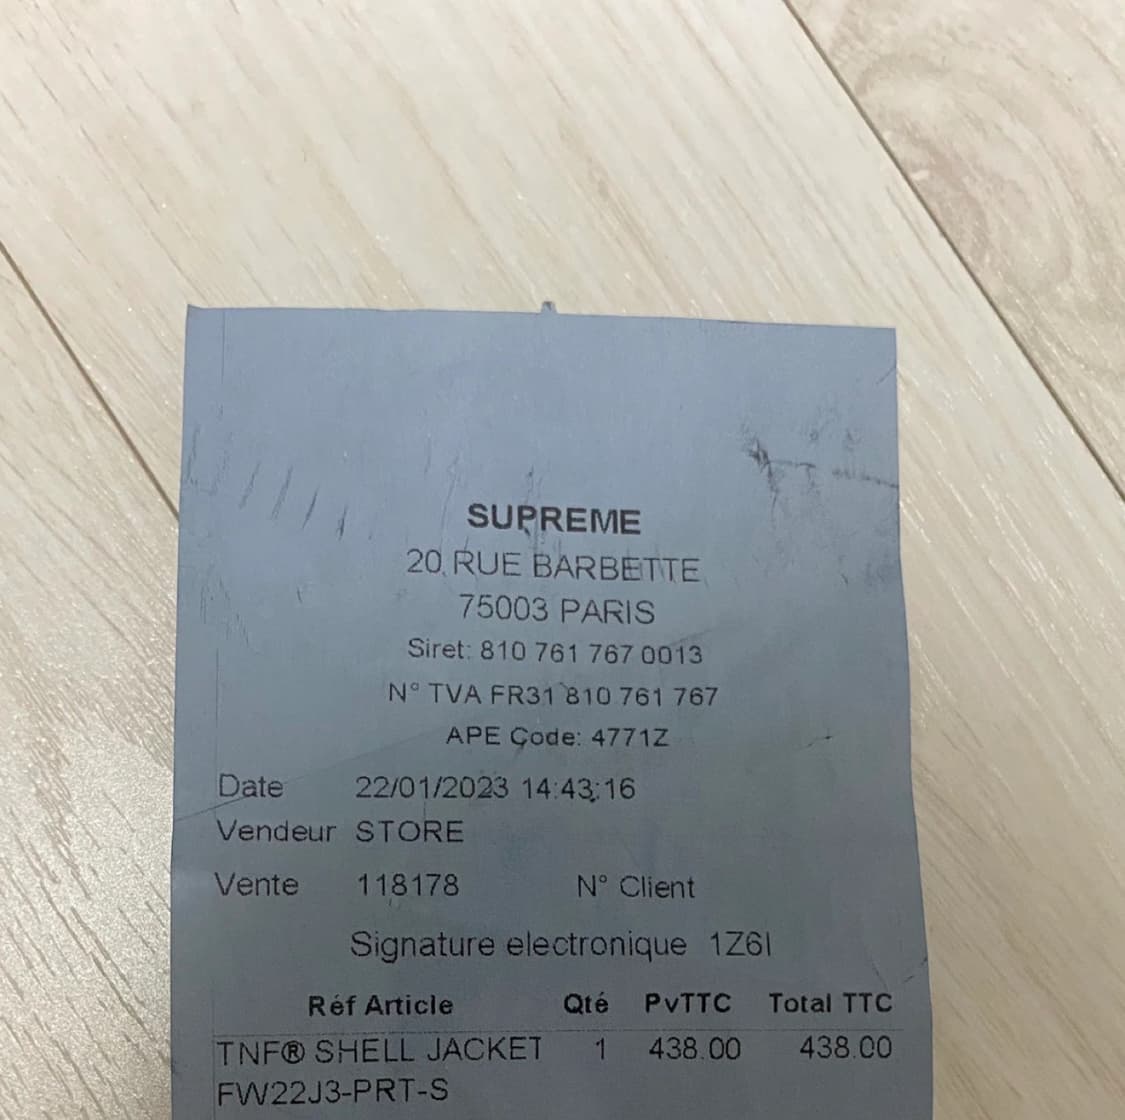 SUPREME
20 RUE BARBETTE
75003 PARIS
Siret: 810 761 767 0013
N° TVA FR31 810 761 767
APE Code: 4771Z
Date 22/01/2023 14:43:16
Vendeur STORE
Vente 118178 N° Client
Signature electronique 1Z6I
Réf Article Qté PvTTC Total TTC
TNF® SHELL JACKET 1 438.00 438.00
FW22J3-PRT-S